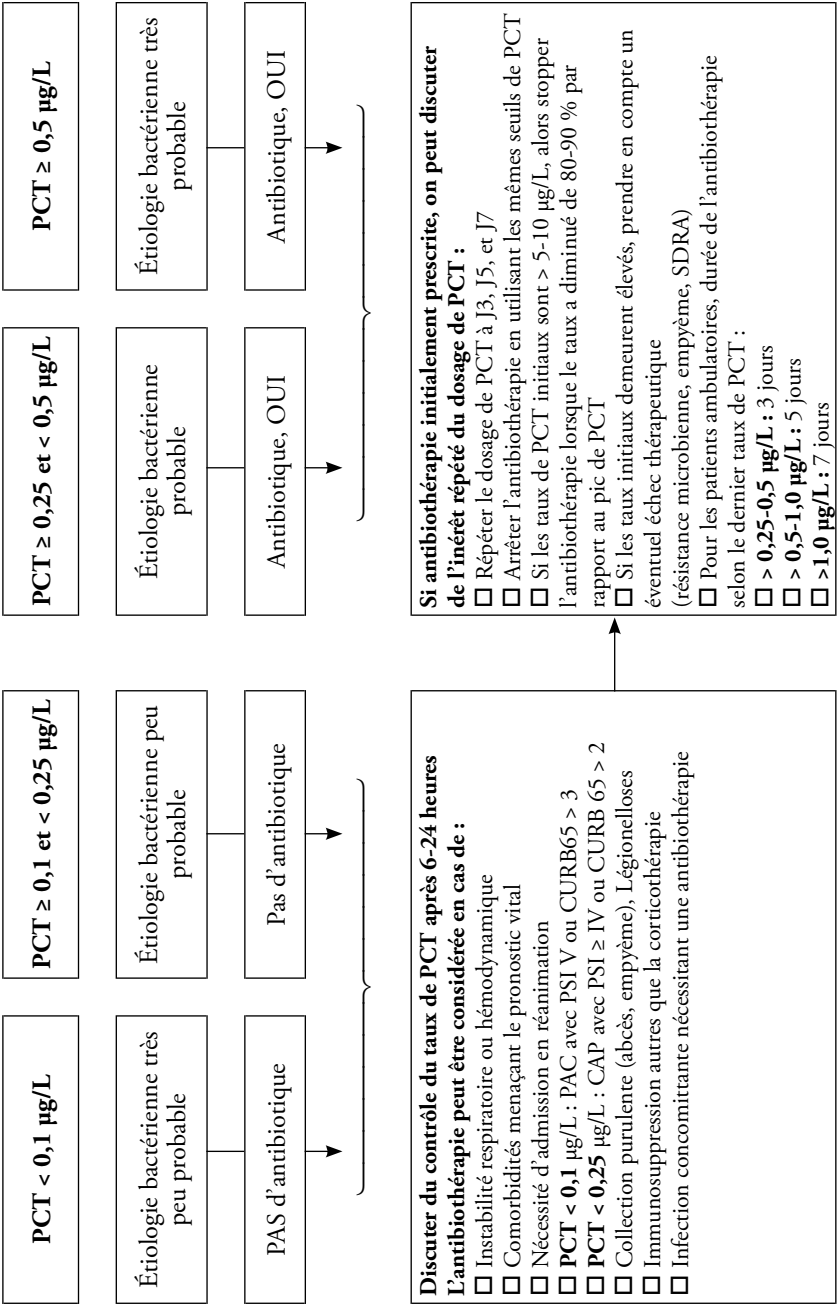 PCT < 0,1 µg/L
Étiologie bactérienne très
peu probable
PAS d'antibiotique
PCT ≥ 0,1 et < 0,25 µg/L
Étiologie bactérienne peu
probable
Pas d'antibiotique
PCT ≥ 0,25 et < 0,5 µg/L
Étiologie bactérienne
probable
Antibiotique, OUI
PCT ≥ 0,5 µg/L
Étiologie bactérienne très
probable
Antibiotique, OUI
Discuter du contrôle du taux de PCT après 6-24 heures
L'antibiothérapie peut être considérée en cas de :
□ Instabilité respiratoire ou hémodynamique
□ Comorbidités menaçant le pronostic vital
□ Nécessité d'admission en réanimation
□ PCT < 0,1 µg/L : PAC avec PSI V ou CURB65 > 3
□ PCT < 0,25 µg/L : CAP avec PSI ≥ IV ou CURB 65 > 2
□ Collection purulente (abcès, empyème), Légionelloses
□ Immunosuppression autres que la corticothérapie
□ Infection concomittante nécessitant une antibiothérapie
Si antibiothérapie initialement prescrite, on peut discuter
de l'inérêt répété du dosage de PCT :
□ Répéter le dosage de PCT à J3, J5, et J7
□ Arrêter l'antibiothérapie en utilisant les mêmes seuils de PCT
□ Si les taux de PCT initiaux sont > 5-10 µg/L, alors stopper
l'antibiothérapie lorsque le taux a diminué de 80-90 % par
rapport au pic de PCT
□ Si les taux initiaux demeurent élevés, prendre en compte un
éventuel échec thérapeutique
(résistance microbienne, empyème, SDRA)
□ Pour les patients ambulatoires, durée de l'antibiothérapie
selon le dernier taux de PCT :
□ > 0,25-0,5 µg/L : 3 jours
□ > 0,5-1,0 µg/L : 5 jours
□ >1,0 µg/L : 7 jours